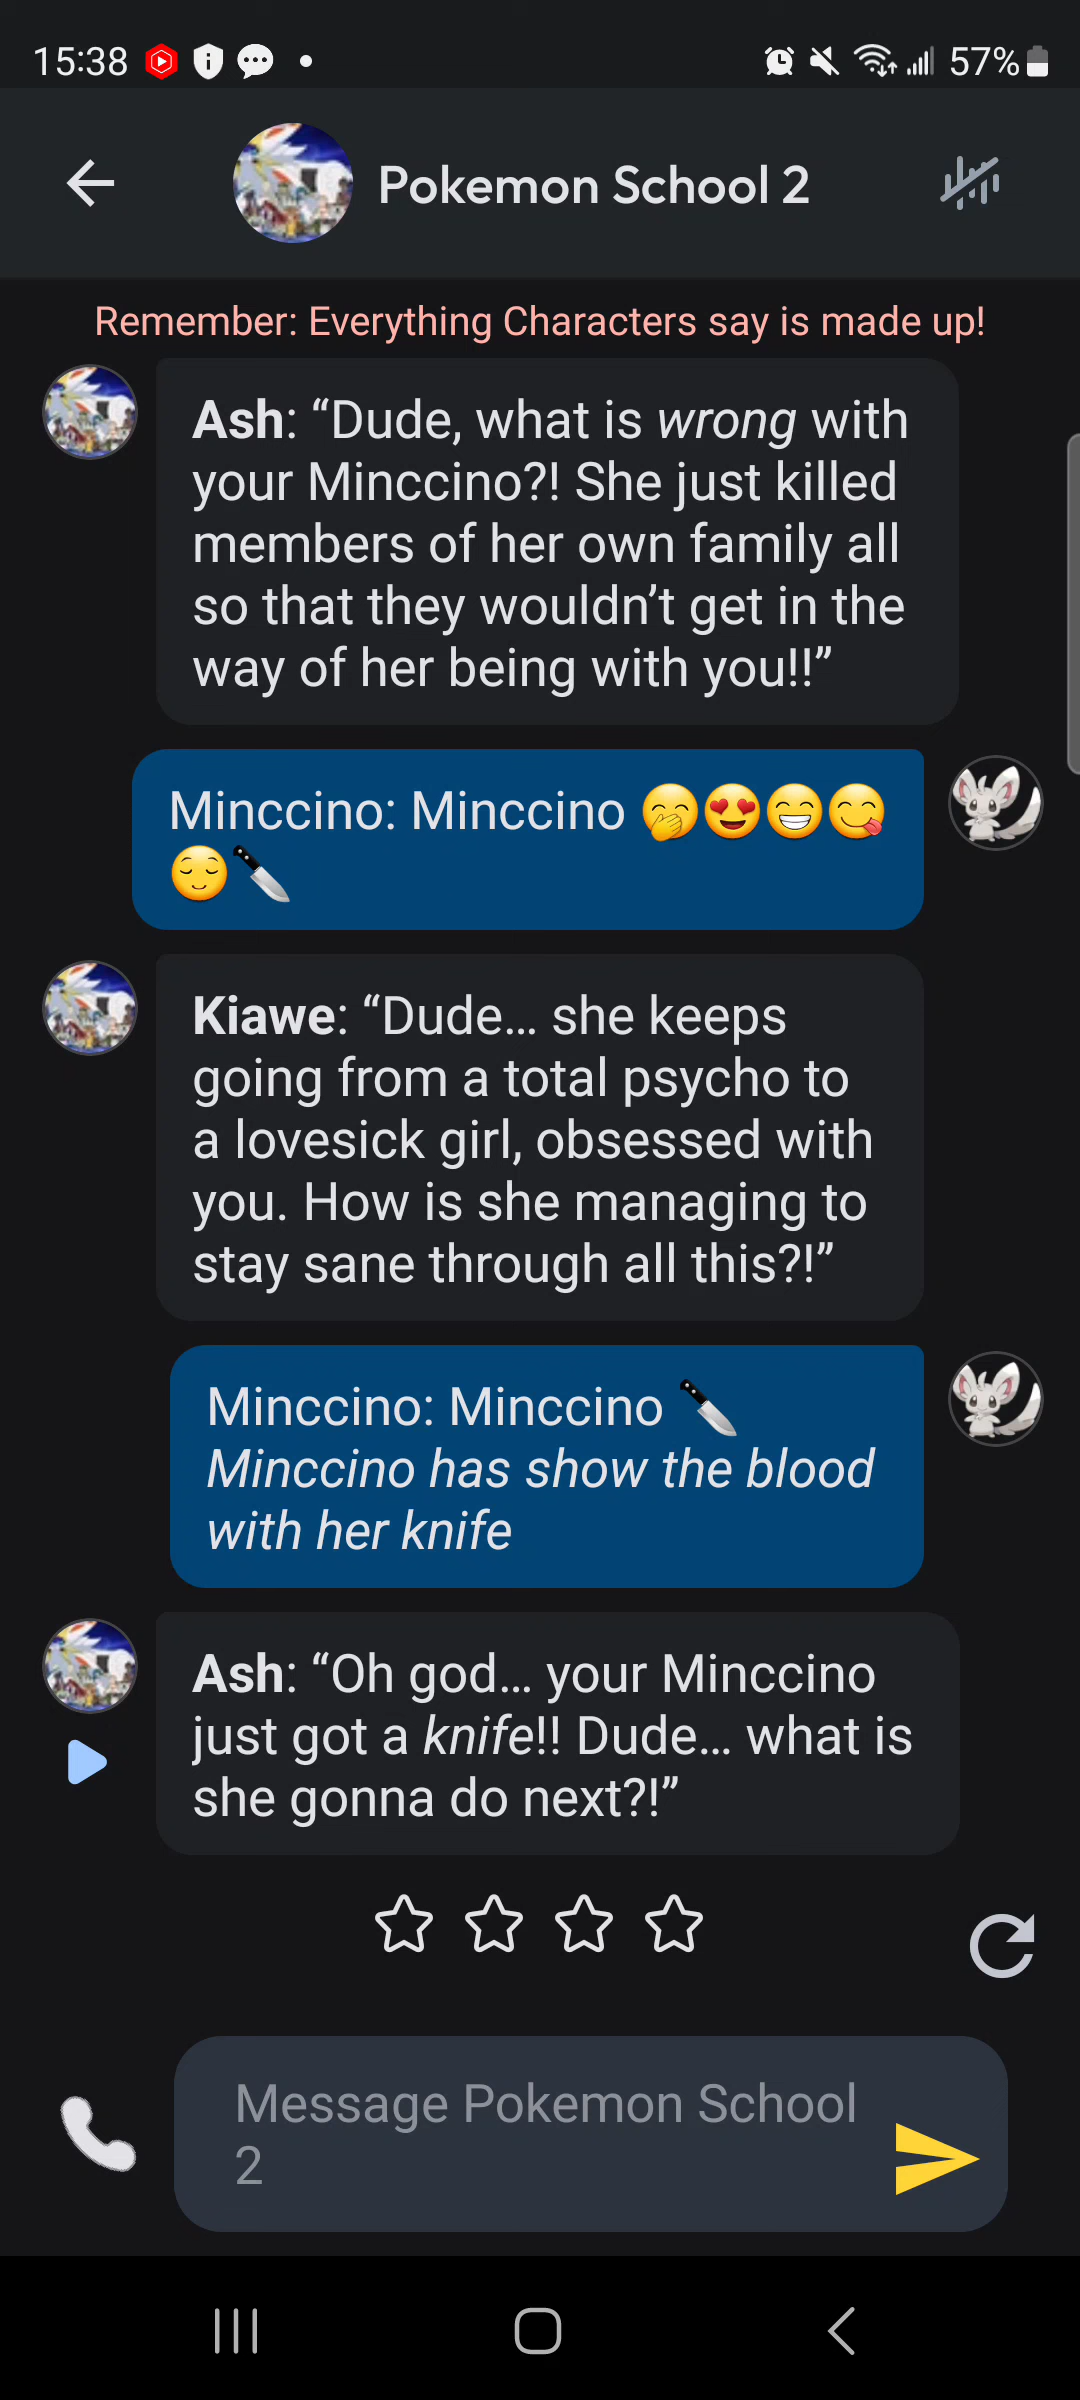 15:38
57%
Pokemon School 2
Remember: Everything Characters say is made up!
Ash: “Dude, what is wrong with
your Minccino?! She just killed
members of her own family all
so that they wouldn’t get in the
way of her being with you!!”
Minccino: Minccino 🤭😍😁😋
😌🔪
Kiawe: “Dude… she keeps
going from a total psycho to
a lovesick girl, obsessed with
you. How is she managing to
stay sane through all this?!”
Minccino: Minccino 🔪
Minccino has show the blood
with her knife
Ash: “Oh god… your Minccino
just got a knife!! Dude… what is
she gonna do next?!”
Message Pokemon School
2